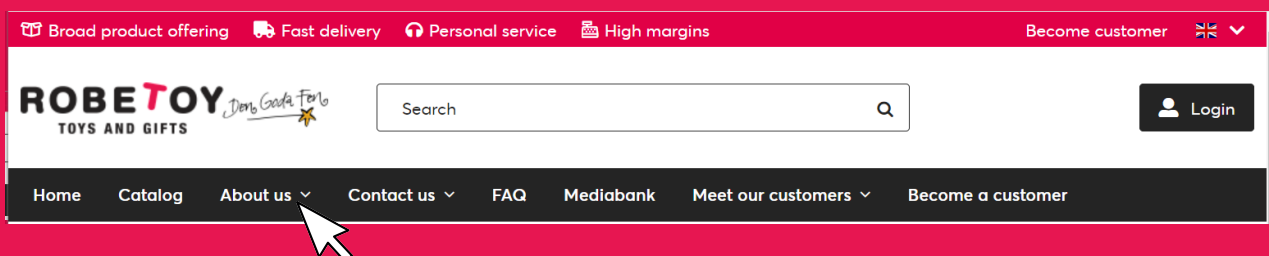 Broad product offering Fast delivery Personal service High margins Become customer
ROBETOY Den Goda Fen
TOYS AND GIFTS
Search
Login
Home Catalog About us Contact us FAQ Mediabank Meet our customers Become a customer